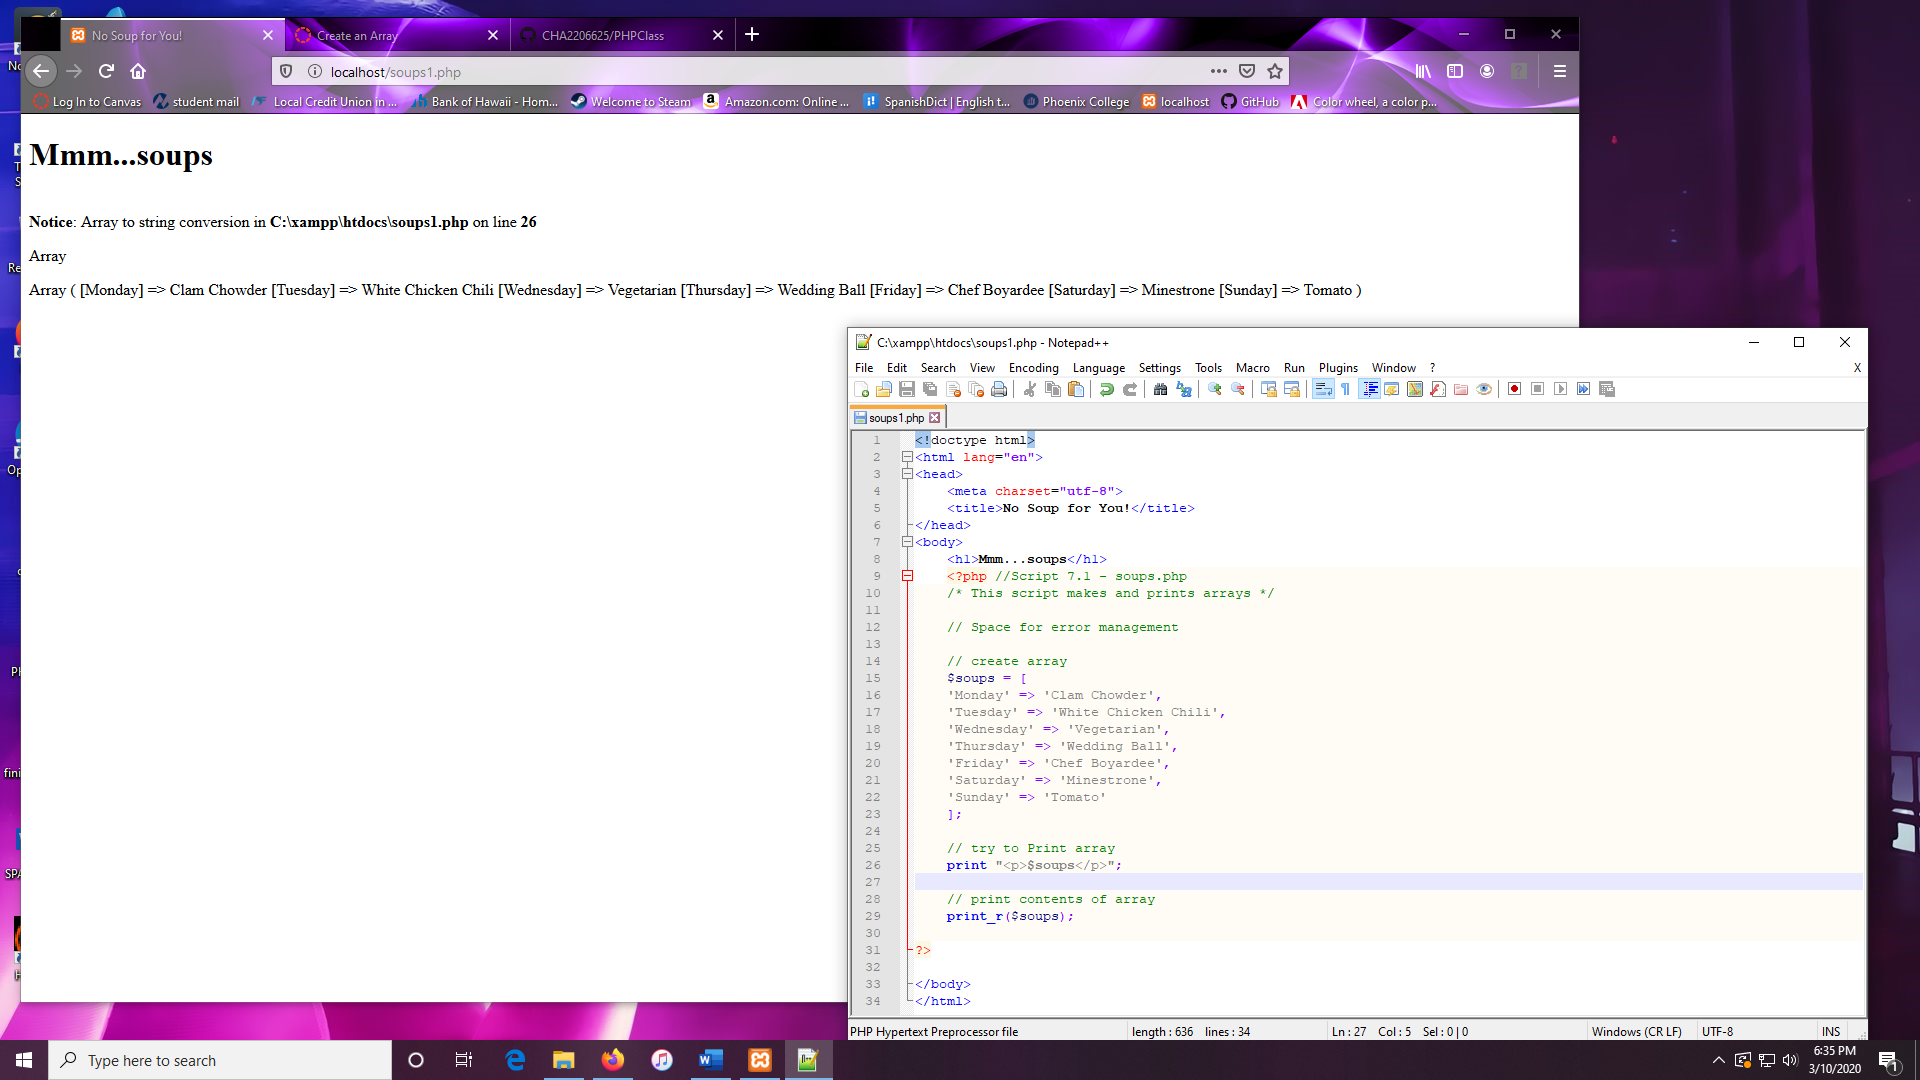 No Soup for You!
Create an Array
CHA2206625/PHPClass
localhost/soups1.php
Log In to Canvas
student mail
Local Credit Union in ...
Bank of Hawaii - Hom...
Welcome to Steam
Amazon.com: Online ...
SpanishDict | English t...
Phoenix College
localhost
GitHub
Color wheel, a color p...
Mmm...soups
Notice: Array to string conversion in C:\xampp\htdocs\soups1.php on line 26
Array
Array ( [Monday] => Clam Chowder [Tuesday] => White Chicken Chili [Wednesday] => Vegetarian [Thursday] => Wedding Ball [Friday] => Chef Boyardee [Saturday] => Minestrone [Sunday] => Tomato )
C:\xampp\htdocs\soups1.php - Notepad++
File Edit Search View Encoding Language Settings Tools Macro Run Plugins Window ? X
soups1.php
1 <!doctype html>
2 <html lang="en">
3 <head>
4 <meta charset="utf-8">
5 <title>No Soup for You!</title>
6 </head>
7 <body>
8 <h1>Mmm...soups</h1>
9 <?php //Script 7.1 - soups.php
10 /* This script makes and prints arrays */
11
12 // Space for error management
13
14 // create array
15 $soups = [
16 'Monday' => 'Clam Chowder',
17 'Tuesday' => 'White Chicken Chili',
18 'Wednesday' => 'Vegetarian',
19 'Thursday' => 'Wedding Ball',
20 'Friday' => 'Chef Boyardee',
21 'Saturday' => 'Minestrone',
22 'Sunday' => 'Tomato'
23 ];
24
25 // try to Print array
26 print "<p>$soups</p>";
27
28 // print contents of array
29 print_r($soups);
30
31 ?>
32
33 </body>
34 </html>
PHP Hypertext Preprocessor file
length : 636 lines : 34
Ln : 27 Col : 5 Sel : 0 | 0
Windows (CR LF)
UTF-8
INS
Type here to search
6:35 PM
3/10/2020
1